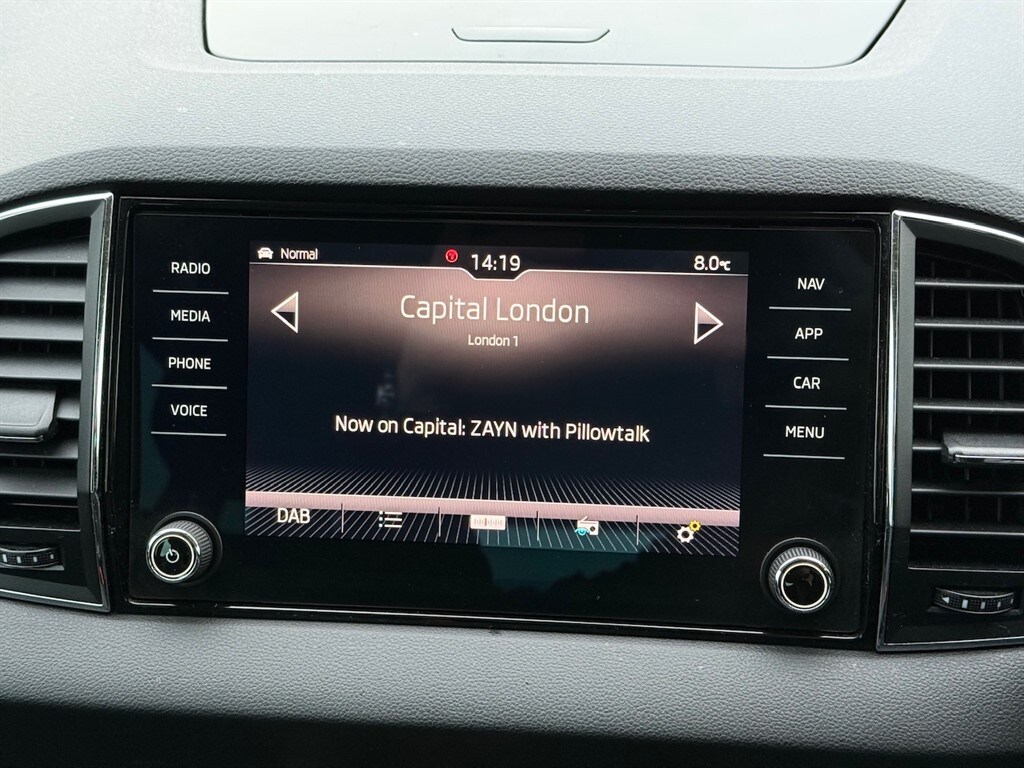 RADIO
MEDIA
PHONE
VOICE
Normal
14:19
8.0℃
Capital London
London 1
Now on Capital: ZAYN with Pillowtalk
DAB
NAV
APP
CAR
MENU